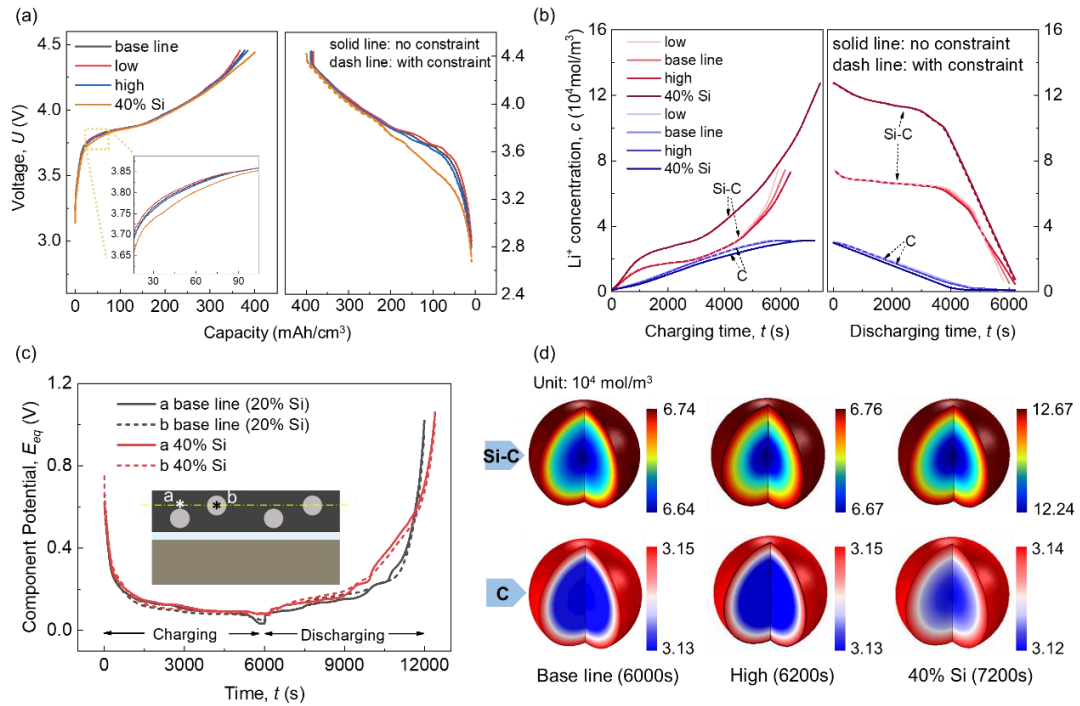 (a)
4.5
4.0
3.5
3.0
Voltage, U (V)
base line
low
high
40% Si
3.85
3.80
3.75
3.70
3.65
30 60 90
0 100 200 300 400
solid line: no constraint
dash line: with constraint
400 300 200 100 0
4.4
4.0
3.6
3.2
2.8
2.4
Capacity (mAh/cm³)
(b)
16
12
8
4
0
Li⁺ concentration, c (10⁴mol/m³)
low
base line
high
40% Si
low
base line
high
40% Si
Si-C
C
0 2000 4000 6000
Charging time, t (s)
solid line: no constraint
dash line: with constraint
Si-C
C
0 2000 4000 6000
Discharging time, t (s)
16
12
8
4
0
(c)
1.2
0.8
0.4
0.0
Component Potential, Eeq (V)
a base line (20% Si)
b base line (20% Si)
a 40% Si
b 40% Si
a b
Charging Discharging
0 3000 6000 9000 12000
Time, t (s)
(d)
Unit: 10⁴ mol/m³
Si-C
6.74 6.76 12.67
6.64 6.67 12.24
C
3.15 3.15 3.14
3.13 3.13 3.12
Base line (6000s) High (6200s) 40% Si (7200s)